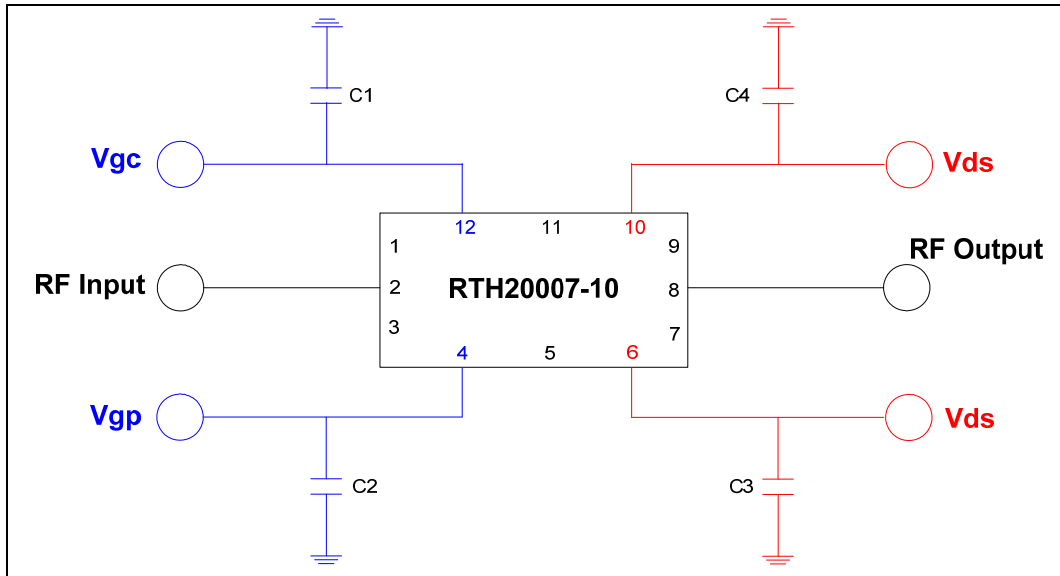 C1
C4
Vgc
Vds
12 11 10
1
9
RF Output
RF Input
2
RTH20007-10
8
3
7
4 5 6
Vgp
Vds
C2
C3